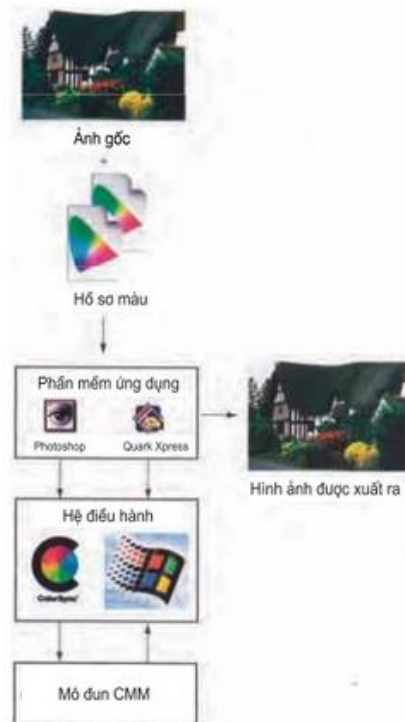 Ảnh gốc
+
Hồ sơ màu
Phần mềm ứng dụng
Photoshop
Quark Xpress
Hình ảnh được xuất ra
Hệ điều hành
ColorSync
Mô đun CMM